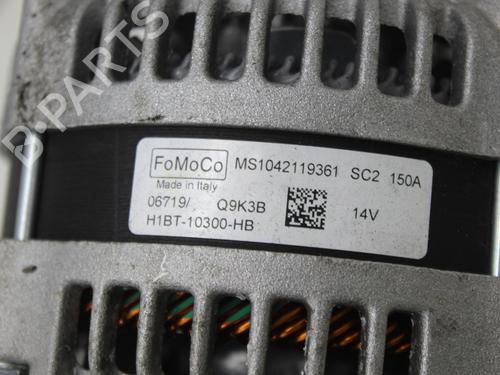 B-PARTS
FoMoCo MS1042119361 SC2 150A
Made in Italy
06719/ Q9K3B
14V
H1BT-10300-HB